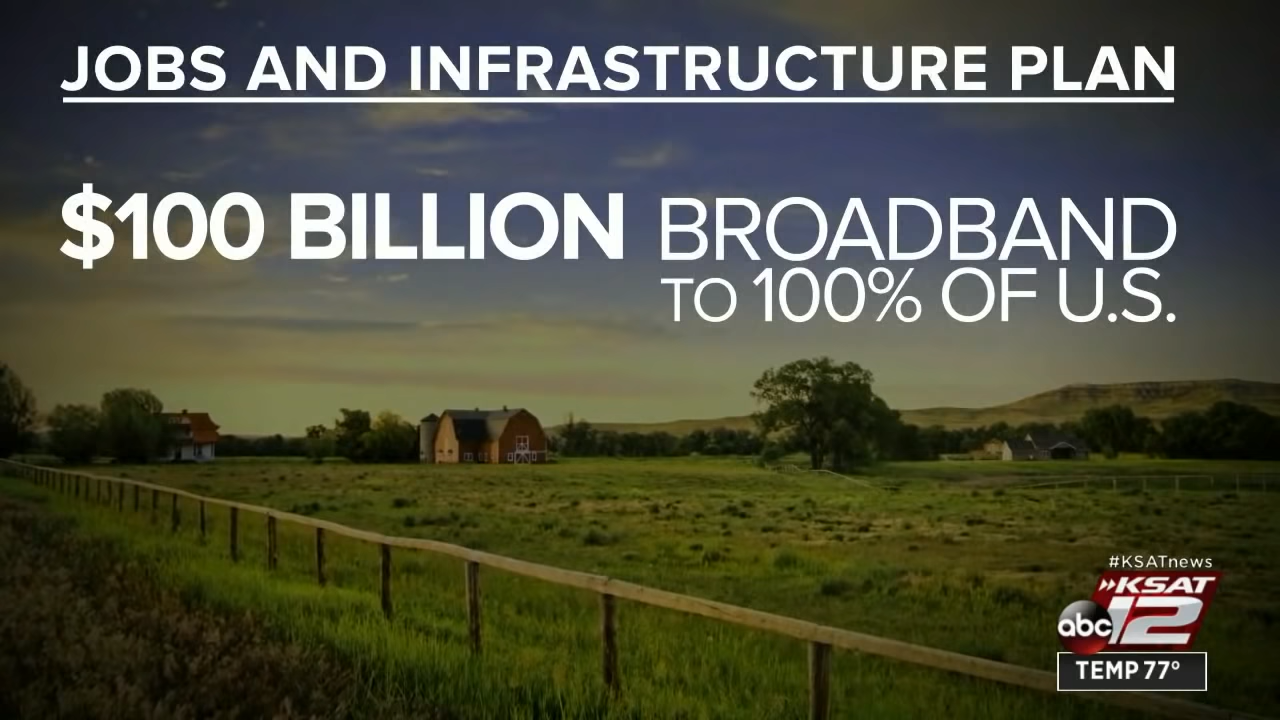 JOBS AND INFRASTRUCTURE PLAN
$100 BILLION BROADBAND
TO 100% OF U.S.
#KSATnews
KSAT
abc 12
TEMP 77°